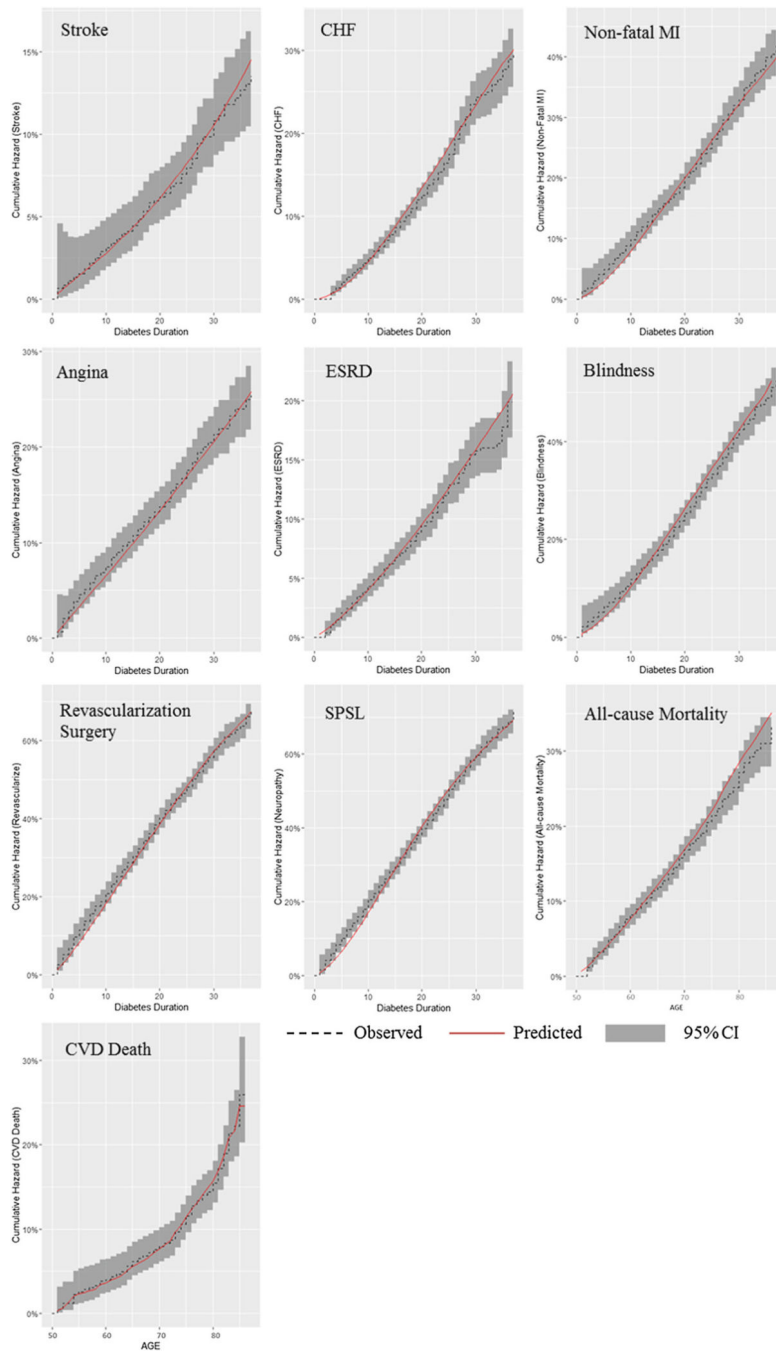 Stroke
15%
10%
5%
0%
Cumulative Hazard (Stroke)
0 10 20 30
Diabetes Duration
CHF
30%
20%
10%
0%
Cumulative Hazard (CHF)
0 10 20 30
Diabetes Duration
Non-fatal MI
40%
30%
20%
10%
0%
Cumulative Hazard (Non-Fatal MI)
0 10 20 30
Diabetes Duration
Angina
30%
20%
10%
0%
Cumulative Hazard (Angina)
0 10 20 30
Diabetes Duration
ESRD
20%
15%
10%
5%
0%
Cumulative Hazard (ESRD)
0 10 20 30
Diabetes Duration
Blindness
40%
20%
0%
Cumulative Hazard (Blindness)
0 10 20 30
Diabetes Duration
Revascularization
Surgery
60%
40%
20%
0%
Cumulative Hazard (Revascularize)
0 10 20 30
Diabetes Duration
SPSL
60%
40%
20%
0%
Cumulative Hazard (Neuropathy)
0 10 20 30
Diabetes Duration
All-cause Mortality
30%
20%
10%
0%
Cumulative Hazard (All-cause Mortality)
50 60 70 80
AGE
Observed Predicted 95%CI
CVD Death
30%
20%
10%
0%
Cumulative Hazard (CVD Death)
50 60 70 80
AGE